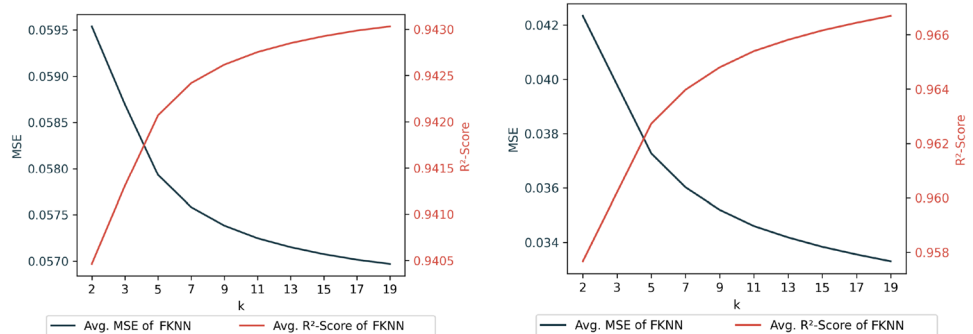 0.0595
0.0590
0.0585
0.0580
0.0575
0.0570
MSE
0.9430
0.9425
0.9420
0.9415
0.9410
0.9405
R²-Score
2 3 5 7 9 11 13 15 17 19
k
Avg. MSE of FKNN Avg. R²-Score of FKNN
0.042
0.040
0.038
0.036
0.034
MSE
0.966
0.964
0.962
0.960
0.958
R²-Score
2 3 5 7 9 11 13 15 17 19
k
Avg. MSE of FKNN Avg. R²-Score of FKNN